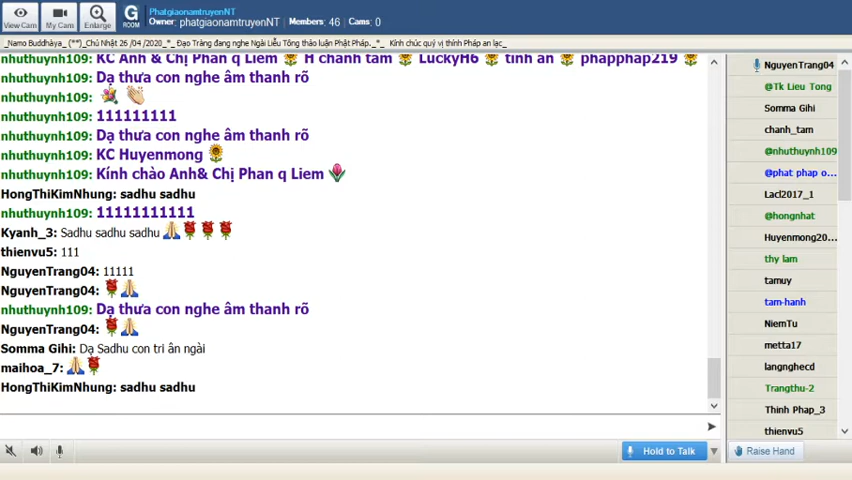 View Cam
My Cam
Enlarge
G
ROOM
PhatgiaonamtruyenNT
Owner: phatgiaonamtruyenNT Members: 46 Cams: 0
_Namo Buddhàya_ (**)_Chủ Nhật 26 /04 /2020_*_ Đạo Tràng đang nghe Ngài Liễu Tông thảo luận Phật Pháp._*_ Kính chúc quý vị thính Pháp an lạc_
nhuthuynh109: KC Anh & Chị Phan q Liem H chanh tam LuckyH6 tinh an phapphap219
nhuthuynh109: Dạ thưa con nghe âm thanh rõ
nhuthuynh109:
nhuthuynh109: 111111111
nhuthuynh109: Dạ thưa con nghe âm thanh rõ
nhuthuynh109: KC Huyenmong
nhuthuynh109: Kính chào Anh& Chị Phan q Liem
HongThiKimNhung: sadhu sadhu
nhuthuynh109: 11111111111
Kyanh_3: Sadhu sadhu sadhu
thienvu5: 111
NguyenTrang04: 11111
NguyenTrang04:
nhuthuynh109: Dạ thưa con nghe âm thanh rõ
NguyenTrang04:
Somma Gihi: Dạ Sadhu con tri ân ngài
maihoa_7:
HongThiKimNhung: sadhu sadhu
NguyenTrang04
@Tk Lieu Tong
Somma Gihi
chanh_tam
@nhuthuynh109
@phat phap o...
Lacl2017_1
@hongnhat
Huyenmong20...
thy lam
tamuy
tam-hanh
NiemTu
metta17
langnghecd
Trangthu-2
Thinh Phap_3
thienvu5
Hold to Talk
Raise Hand